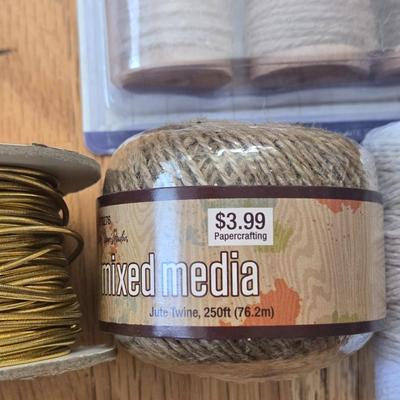 $3.99
Papercrafting
mixed media
Jute Twine, 250ft (76.2m)